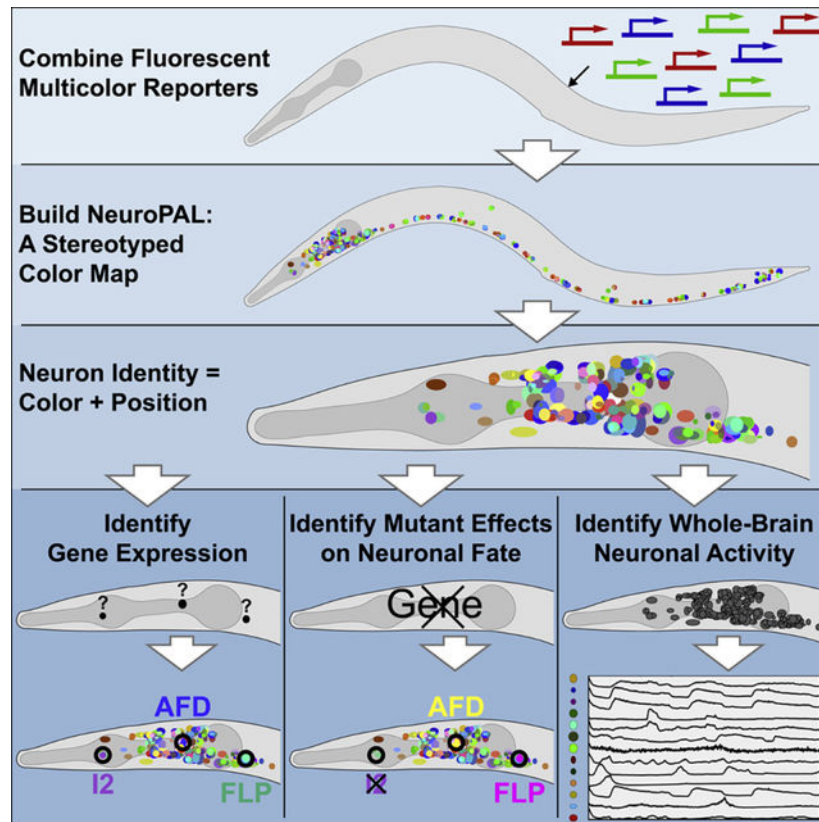 Combine Fluorescent
Multicolor Reporters
Build NeuroPAL:
A Stereotyped
Color Map
Neuron Identity =
Color + Position
Identify
Gene Expression
? ? ?
AFD
I2
FLP
Identify Mutant Effects
on Neuronal Fate
Gene
AFD
I2
FLP
Identify Whole-Brain
Neuronal Activity